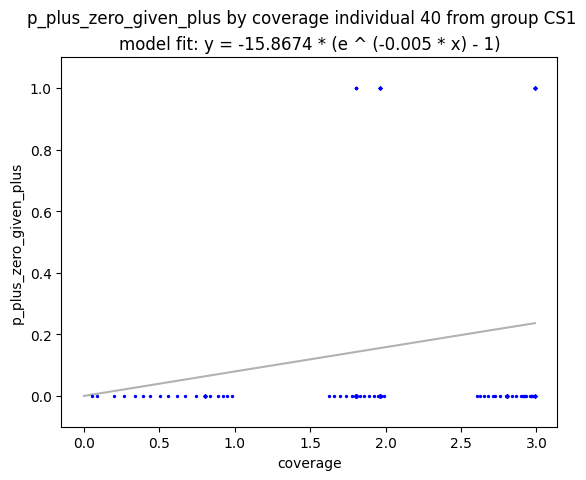 p_plus_zero_given_plus by coverage individual 40 from group CS1
model fit: y = -15.8674 * (e ^ (-0.005 * x) - 1)
1.0
0.8
0.6
0.4
0.2
0.0
p_plus_zero_given_plus
0.0 0.5 1.0 1.5 2.0 2.5 3.0
coverage